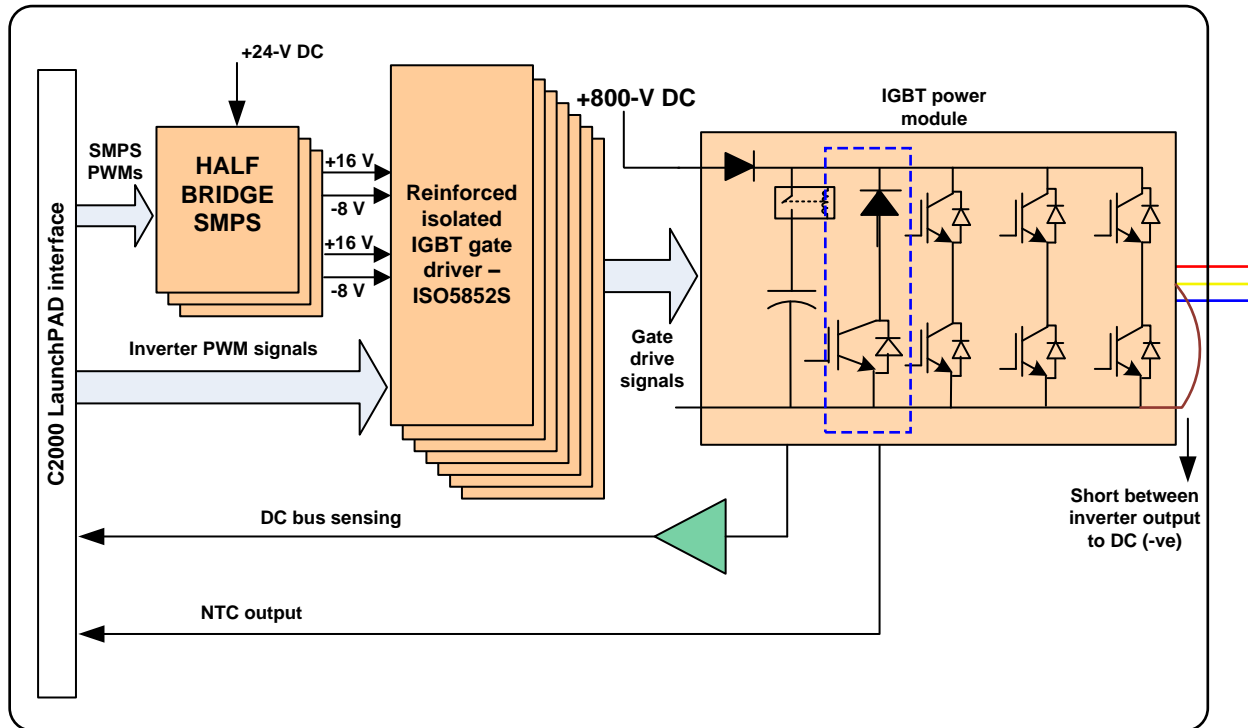 +24-V DC
SMPS
PWMs
HALF
BRIDGE
SMPS
+16 V
-8 V
+16 V
-8 V
Reinforced
isolated
IGBT gate
driver –
ISO5852S
+800-V DC
IGBT power
module
Inverter PWM signals
Gate
drive
signals
C2000 LaunchPAD interface
DC bus sensing
NTC output
Short between
inverter output
to DC (-ve)